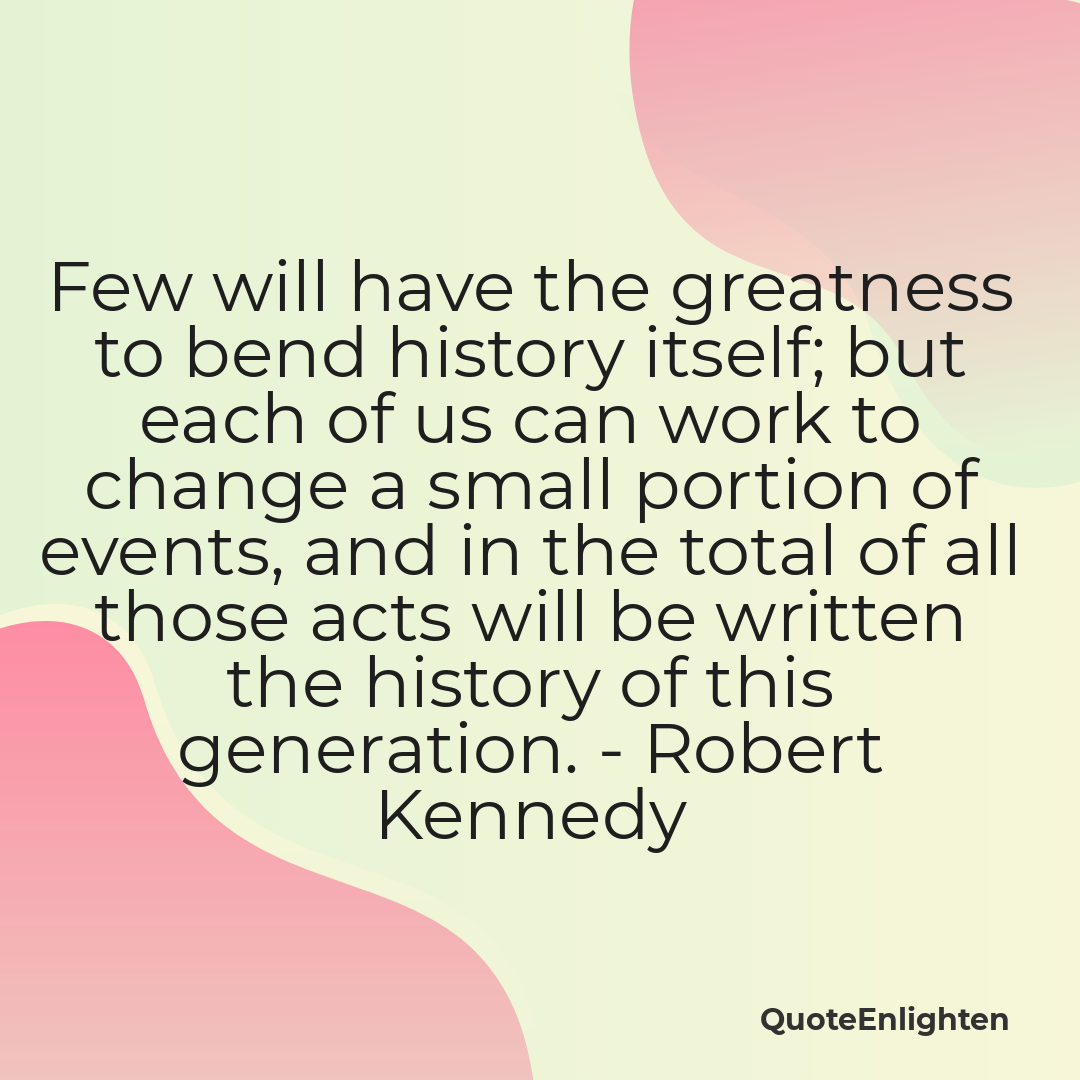 Few will have the greatness
to bend history itself; but
each of us can work to
change a small portion of
events, and in the total of all
those acts will be written
the history of this
generation. - Robert
Kennedy
QuoteEnlighten